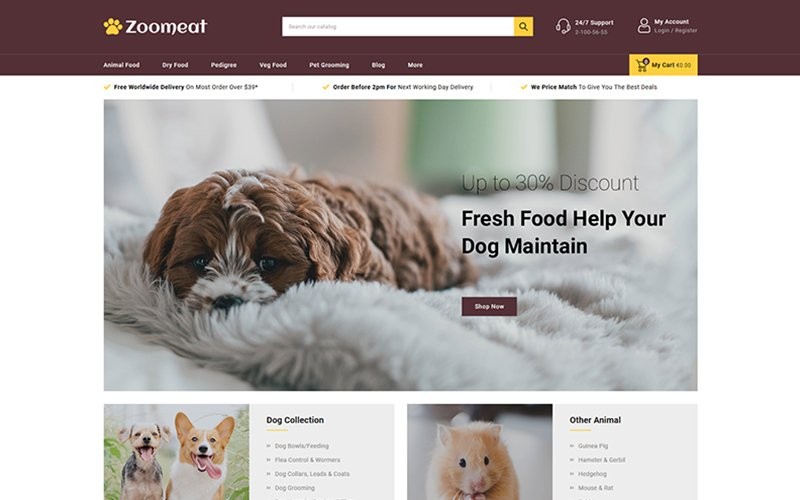 Zoomeat
Search our catalog
24/7 Support
2-100-56-55
My Account
Login / Register
Animal Food
Dry Food
Pedigree
Veg Food
Pet Grooming
Blog
More
0
My Cart €0.00
Free Worldwide Delivery On Most Order Over $39*
Order Before 2pm For Next Working Day Delivery
We Price Match To Give You The Best Deals
Up to 30% Discount
Fresh Food Help Your
Dog Maintain
Shop Now
Dog Collection
Dog Bowls/Feeding
Flea Control & Wormers
Dog Collars, Leads & Coats
Dog Grooming
Other Animal
Guinea Pig
Hamster & Gerbil
Hedgehog
Mouse & Rat